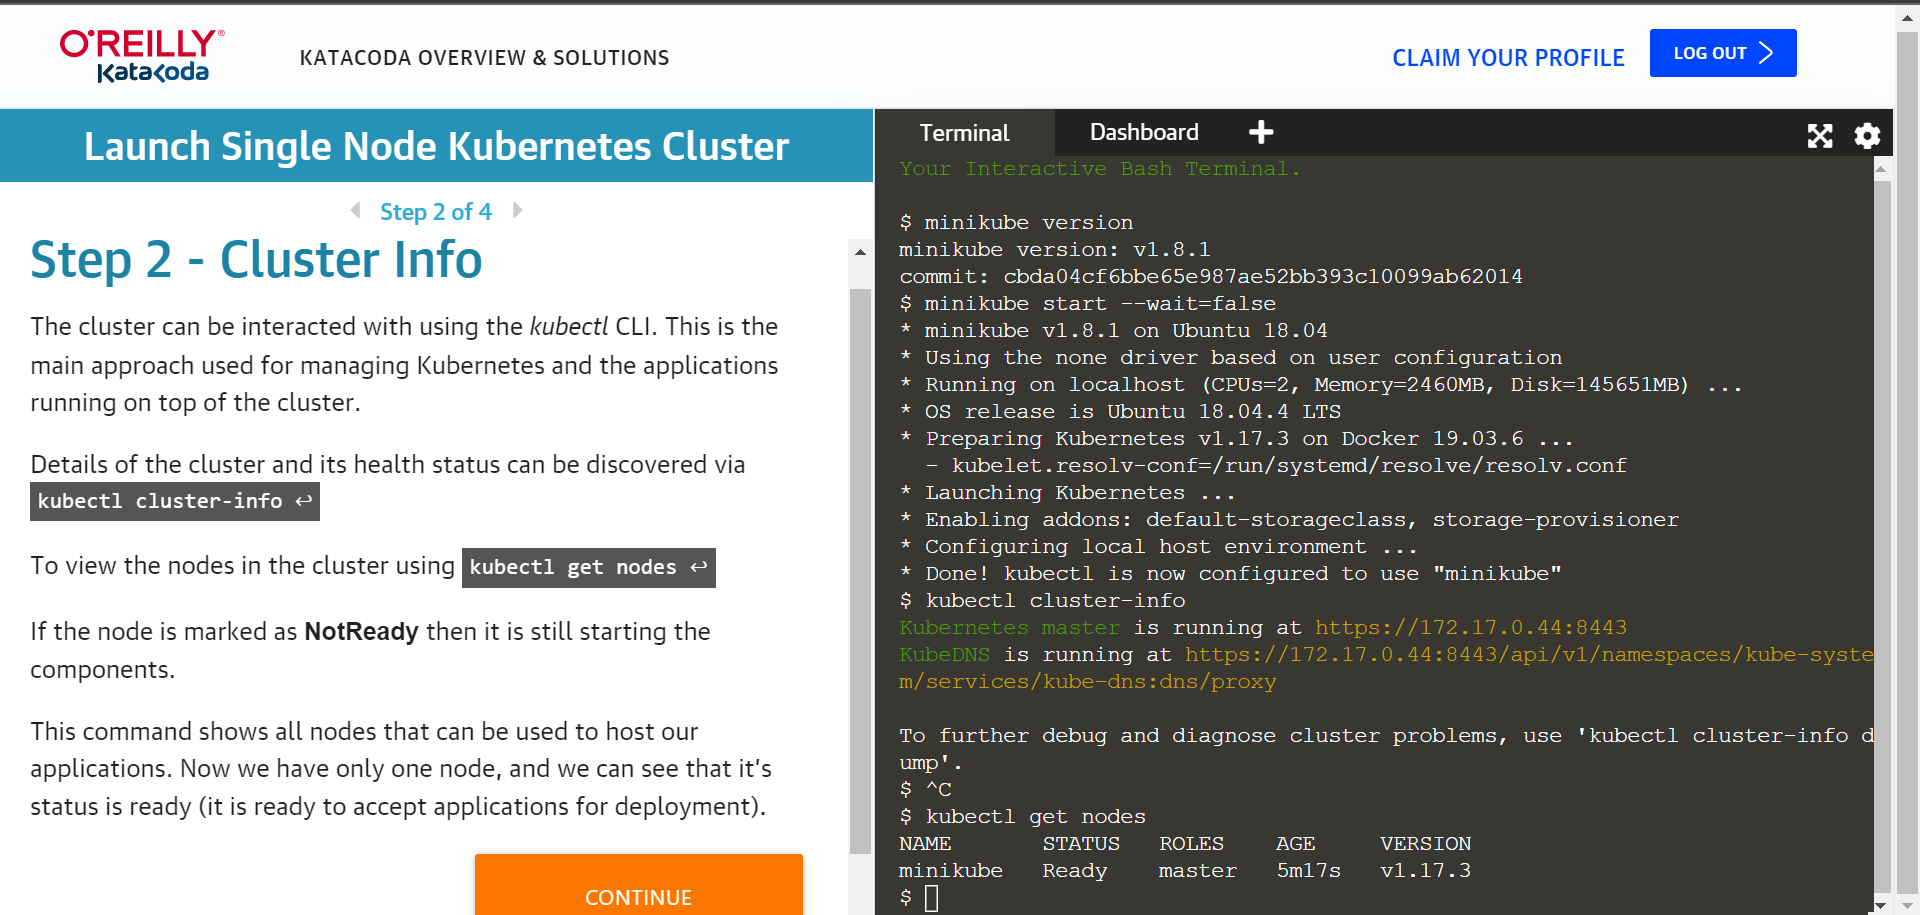 O'REILLY®
Katacoda
KATACODA OVERVIEW & SOLUTIONS
CLAIM YOUR PROFILE
LOG OUT
Launch Single Node Kubernetes Cluster
Step 2 of 4
Step 2 - Cluster Info
The cluster can be interacted with using the kubectl CLI. This is the
main approach used for managing Kubernetes and the applications
running on top of the cluster.
Details of the cluster and its health status can be discovered via
kubectl cluster-info ↩
To view the nodes in the cluster using kubectl get nodes ↩
If the node is marked as NotReady then it is still starting the
components.
This command shows all nodes that can be used to host our
applications. Now we have only one node, and we can see that it's
status is ready (it is ready to accept applications for deployment).
CONTINUE
Terminal
Dashboard
Your Interactive Bash Terminal.
$ minikube version
minikube version: v1.8.1
commit: cbda04cf6bbe65e987ae52bb393c10099ab62014
$ minikube start --wait=false
* minikube v1.8.1 on Ubuntu 18.04
* Using the none driver based on user configuration
* Running on localhost (CPUs=2, Memory=2460MB, Disk=145651MB) ...
* OS release is Ubuntu 18.04.4 LTS
* Preparing Kubernetes v1.17.3 on Docker 19.03.6 ...
- kubelet.resolv-conf=/run/systemd/resolve/resolv.conf
* Launching Kubernetes ...
* Enabling addons: default-storageclass, storage-provisioner
* Configuring local host environment ...
* Done! kubectl is now configured to use "minikube"
$ kubectl cluster-info
Kubernetes master is running at https://172.17.0.44:8443
KubeDNS is running at https://172.17.0.44:8443/api/v1/namespaces/kube-syste
m/services/kube-dns:dns/proxy
To further debug and diagnose cluster problems, use 'kubectl cluster-info d
ump'.
$ ^C
$ kubectl get nodes
NAME STATUS ROLES AGE VERSION
minikube Ready master 5m17s v1.17.3
$